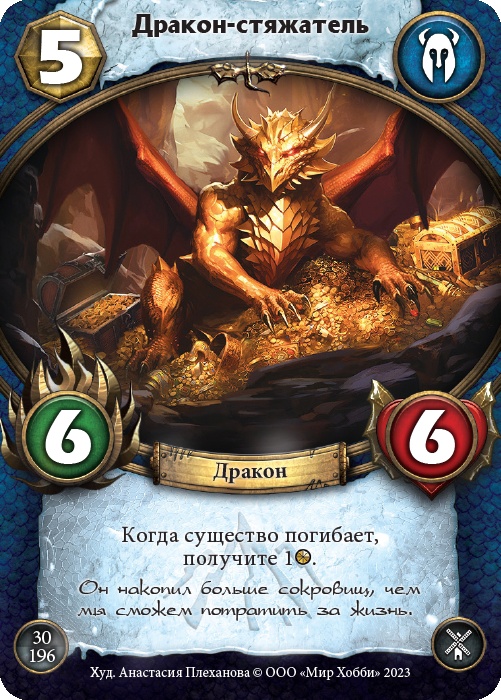 Дракон-стяжатель
5
6
6
Дракон
Когда существо погибает,
получите 1.
Он накопил больше сокровищ, чем
мы сможем потратить за жизнь.
30
196
Худ. Анастасия Плеханова © ООО «Мир Хобби» 2023